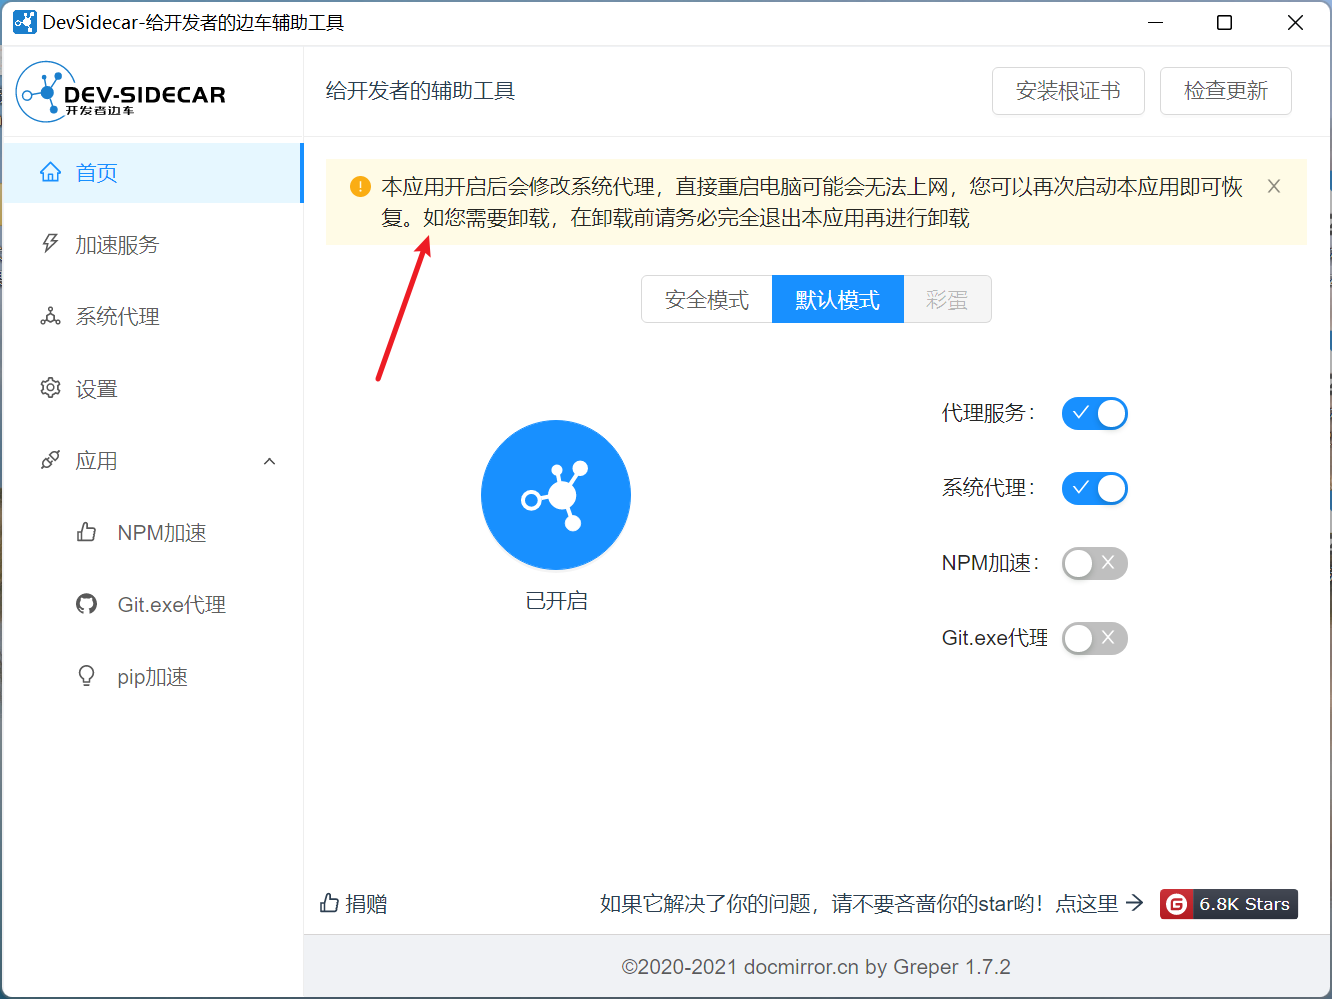 DevSidecar-给开发者的边车辅助工具
DEV-SIDECAR
开发者边车
给开发者的辅助工具
安装根证书
检查更新
首页
加速服务
系统代理
设置
应用
NPM加速
Git.exe代理
pip加速
本应用开启后会修改系统代理，直接重启电脑可能会无法上网，您可以再次启动本应用即可恢
复。如您需要卸载，在卸载前请务必完全退出本应用再进行卸载
安全模式
默认模式
彩蛋
已开启
代理服务：
系统代理：
NPM加速：
Git.exe代理
捐赠
如果它解决了你的问题，请不要吝啬你的star哟！点这里
G 6.8K Stars
©2020-2021 docmirror.cn by Greper 1.7.2